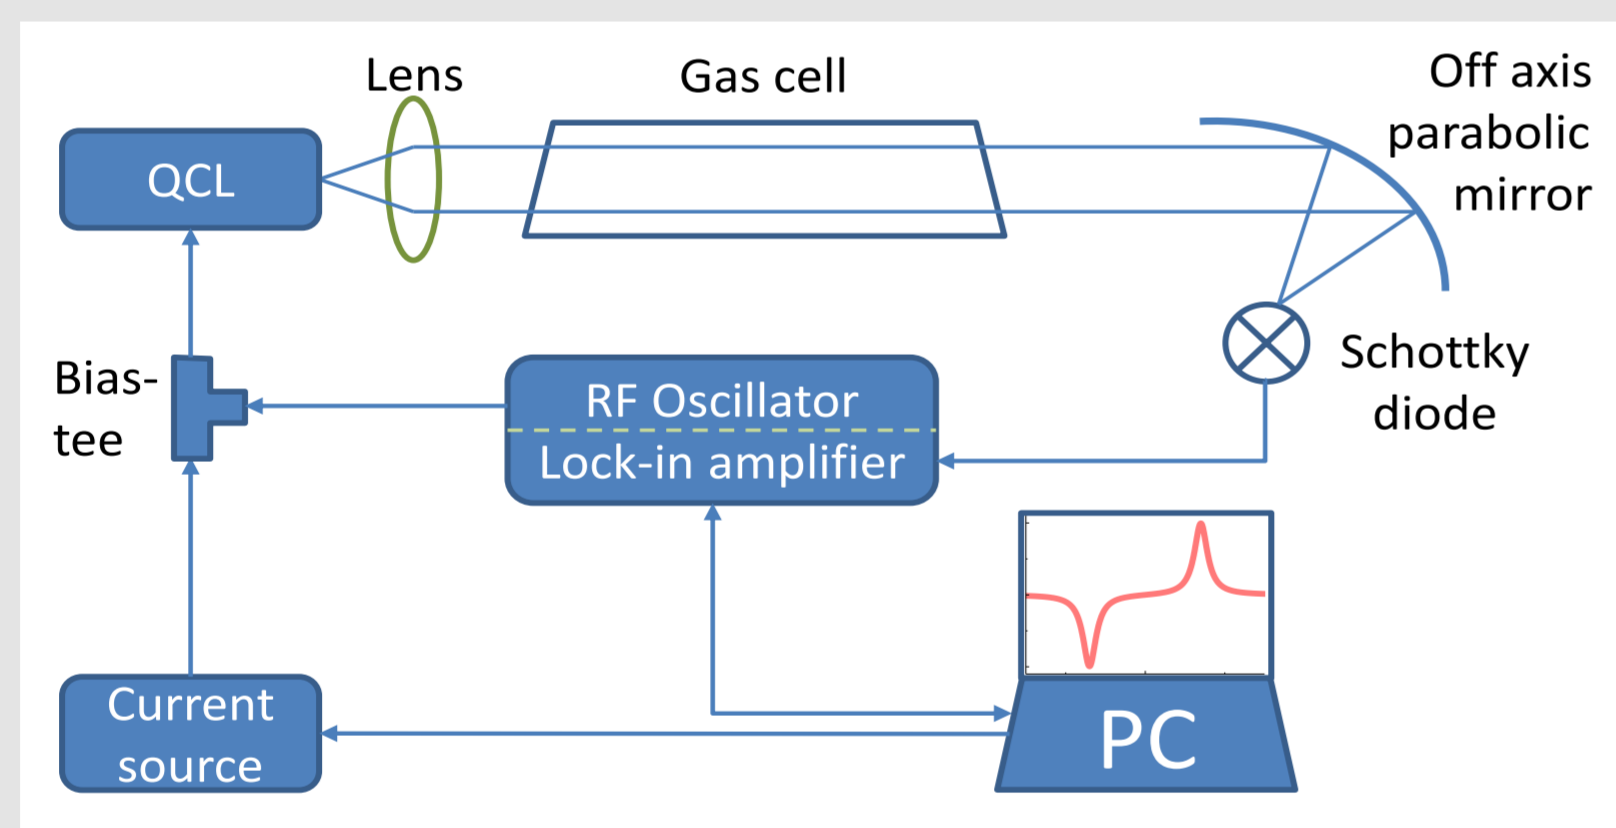 Lens
Gas cell
Off axis
parabolic
mirror
QCL
Bias-
tee
RF Oscillator
Lock-in amplifier
Schottky
diode
Current
source
PC